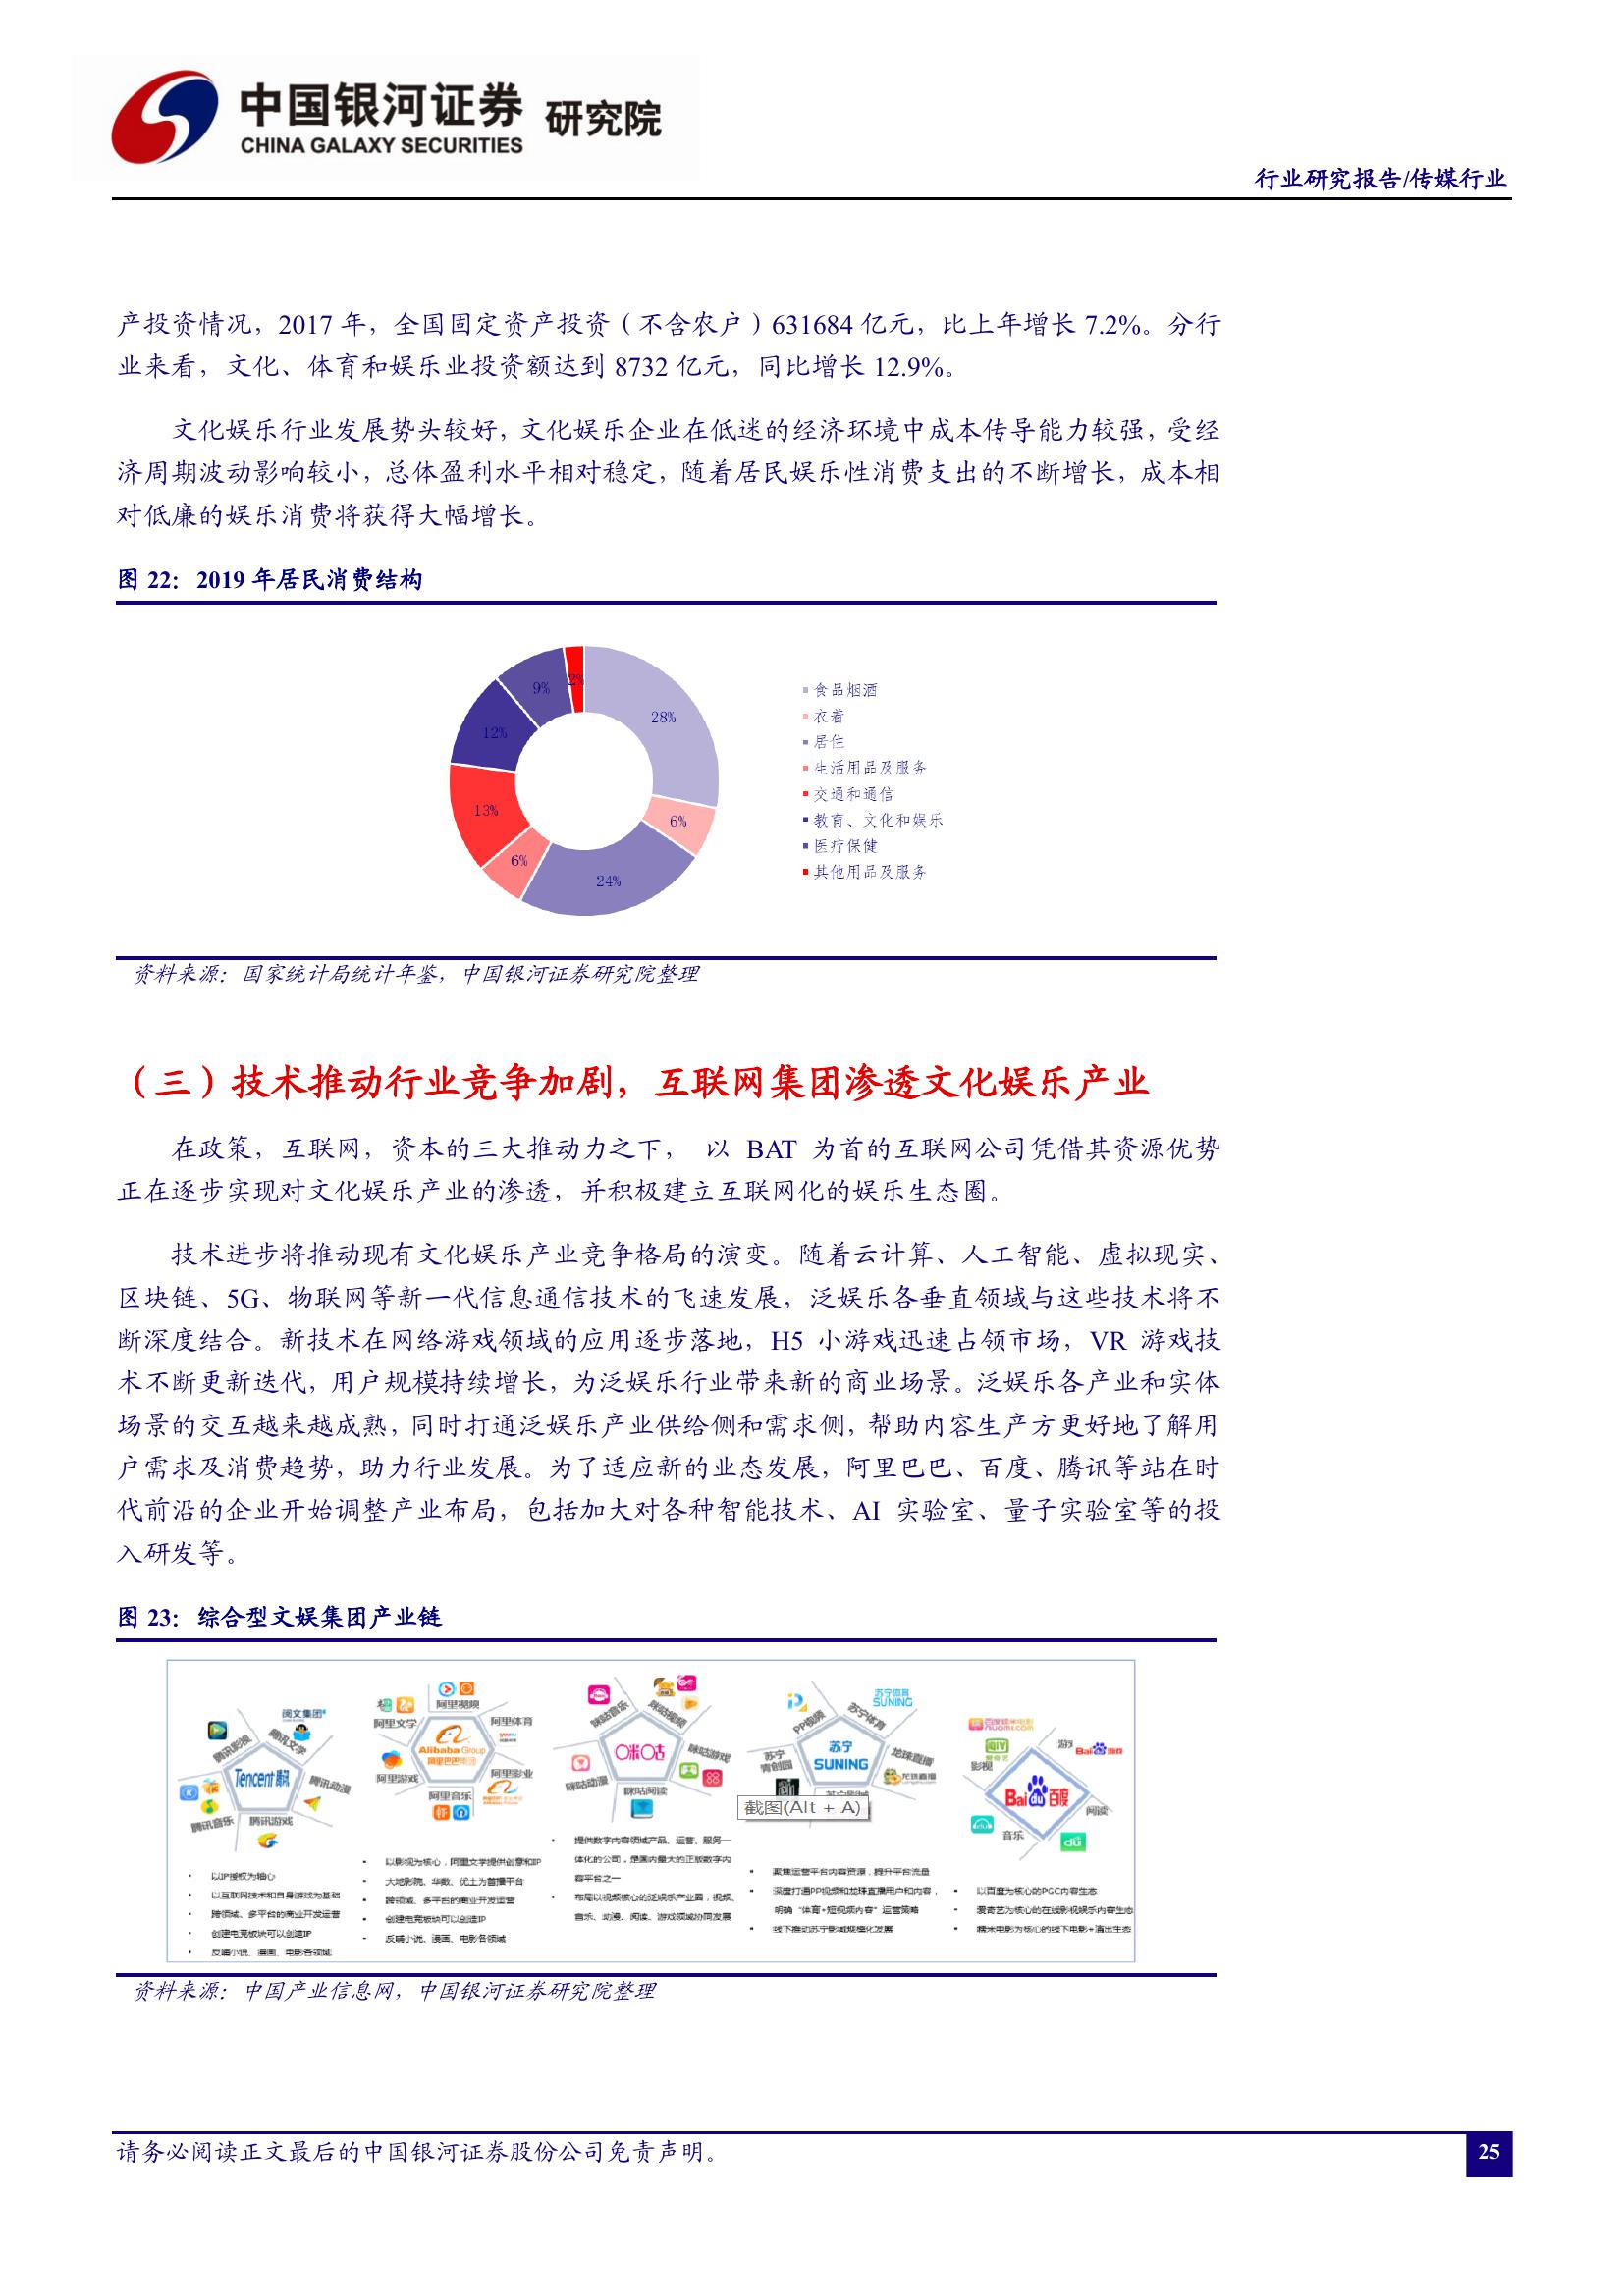 中国银河证券 研究院
CHINA GALAXY SECURITIES
行业研究报告/传媒行业
产投资情况，2017 年，全国固定资产投资（不含农户）631684 亿元，比上年增长 7.2%。分行
业来看，文化、体育和娱乐业投资额达到 8732 亿元，同比增长 12.9%。
文化娱乐行业发展势头较好，文化娱乐企业在低迷的经济环境中成本传导能力较强，受经
济周期波动影响较小，总体盈利水平相对稳定，随着居民娱乐性消费支出的不断增长，成本相
对低廉的娱乐消费将获得大幅增长。
图 22：2019 年居民消费结构
2%
9%
28%
12%
13%
6%
6%
24%
食品烟酒
衣着
居住
生活用品及服务
交通和通信
教育、文化和娱乐
医疗保健
其他用品及服务
资料来源：国家统计局统计年鉴，中国银河证券研究院整理
（三）技术推动行业竞争加剧，互联网集团渗透文化娱乐产业
在政策，互联网，资本的三大推动力之下， 以 BAT 为首的互联网公司凭借其资源优势
正在逐步实现对文化娱乐产业的渗透，并积极建立互联网化的娱乐生态圈。
技术进步将推动现有文化娱乐产业竞争格局的演变。随着云计算、人工智能、虚拟现实、
区块链、5G、物联网等新一代信息通信技术的飞速发展，泛娱乐各垂直领域与这些技术将不
断深度结合。新技术在网络游戏领域的应用逐步落地，H5 小游戏迅速占领市场，VR 游戏技
术不断更新迭代，用户规模持续增长，为泛娱乐行业带来新的商业场景。泛娱乐各产业和实体
场景的交互越来越成熟，同时打通泛娱乐产业供给侧和需求侧，帮助内容生产方更好地了解用
户需求及消费趋势，助力行业发展。为了适应新的业态发展，阿里巴巴、百度、腾讯等站在时
代前沿的企业开始调整产业布局，包括加大对各种智能技术、AI 实验室、量子实验室等的投
入研发等。
图 23：综合型文娱集团产业链
阅文集团
腾讯影视
腾讯文学
Tencent 腾讯
腾讯动漫
腾讯音乐
腾讯游戏
以IP授权为轴心
以互联网技术和自身游戏为基础
跨领域、多平台的商业开发运营
创建电竞板块可以创造IP
反哺小说、漫画、电影各领域
阿里视频
阿里文学
阿里体育
Alibaba Group
阿里巴巴集团
阿里游戏
阿里影业
阿里音乐
以影视为核心，阿里文学提供创意和IP
大地影院、华数、优土为首播平台
跨领域、多平台的商业开发运营
创建电竞板块可以创造IP
反哺小说、漫画、电影各领域
咪咕音乐
咪咕视频
咪咕
咪咕游戏
咪咕动漫
咪咕阅读
提供数字内容领域产品、运营、服务一
体化的公司，是国内最大的正版数字内
容平台之一
布局以视频核心的泛娱乐产业篇，视频、
音乐、动漫、阅读、游戏领域协同发展
苏宁体育
SUNING
PP视频
苏宁体育
苏宁
SUNING
苏宁
青创园
龙珠直播
龙珠直播
截图(Alt + A)
聚焦运营平台内容资源，提升平台流量
深度打通PP视频和龙珠直播用户和内容，
明确“体育+短视频内容”运营策略
线下推动苏宁影城规模化发展
nuomi.com
QIY
爱奇艺
影视
游戏
Bai 游戏
Bai du 百度
阅读
音乐
du
以百度为核心的PGC内容生态
爱奇艺为核心的在线影视娱乐内容生态
糯米电影为核心的线下电影+演出生态
资料来源：中国产业信息网，中国银河证券研究院整理
请务必阅读正文最后的中国银河证券股份公司免责声明。
25